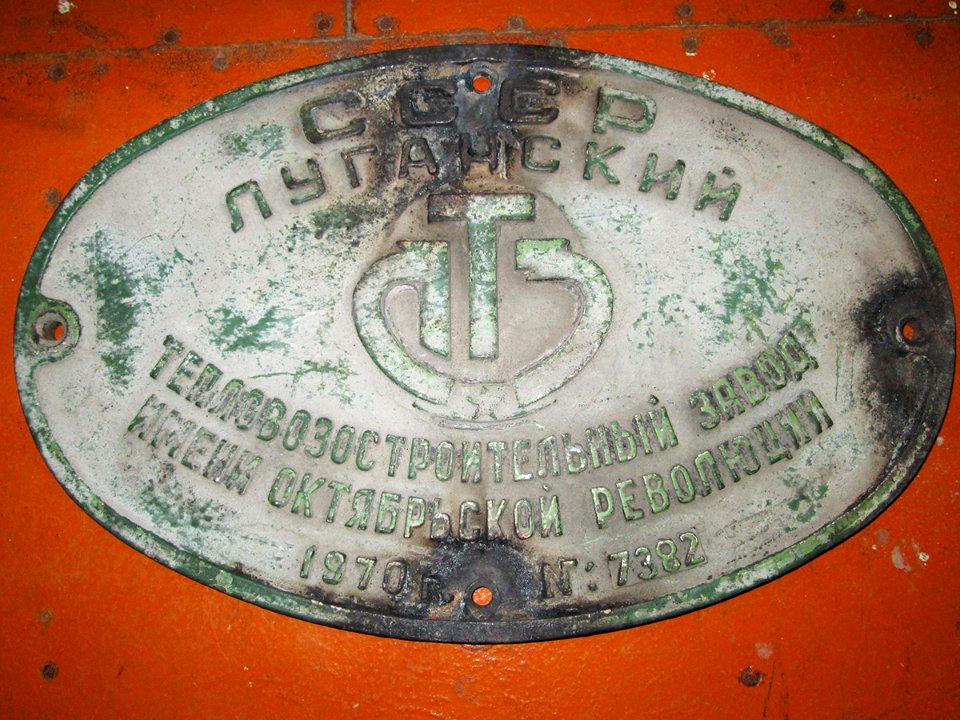 СССР
ЛУГАНСКИЙ
ТЕПЛОВОЗОСТРОИТЕЛЬНЫЙ ЗАВОД
ИМЕНИ ОКТЯБРЬСКОЙ РЕВОЛЮЦИИ
1970г. №: 7382